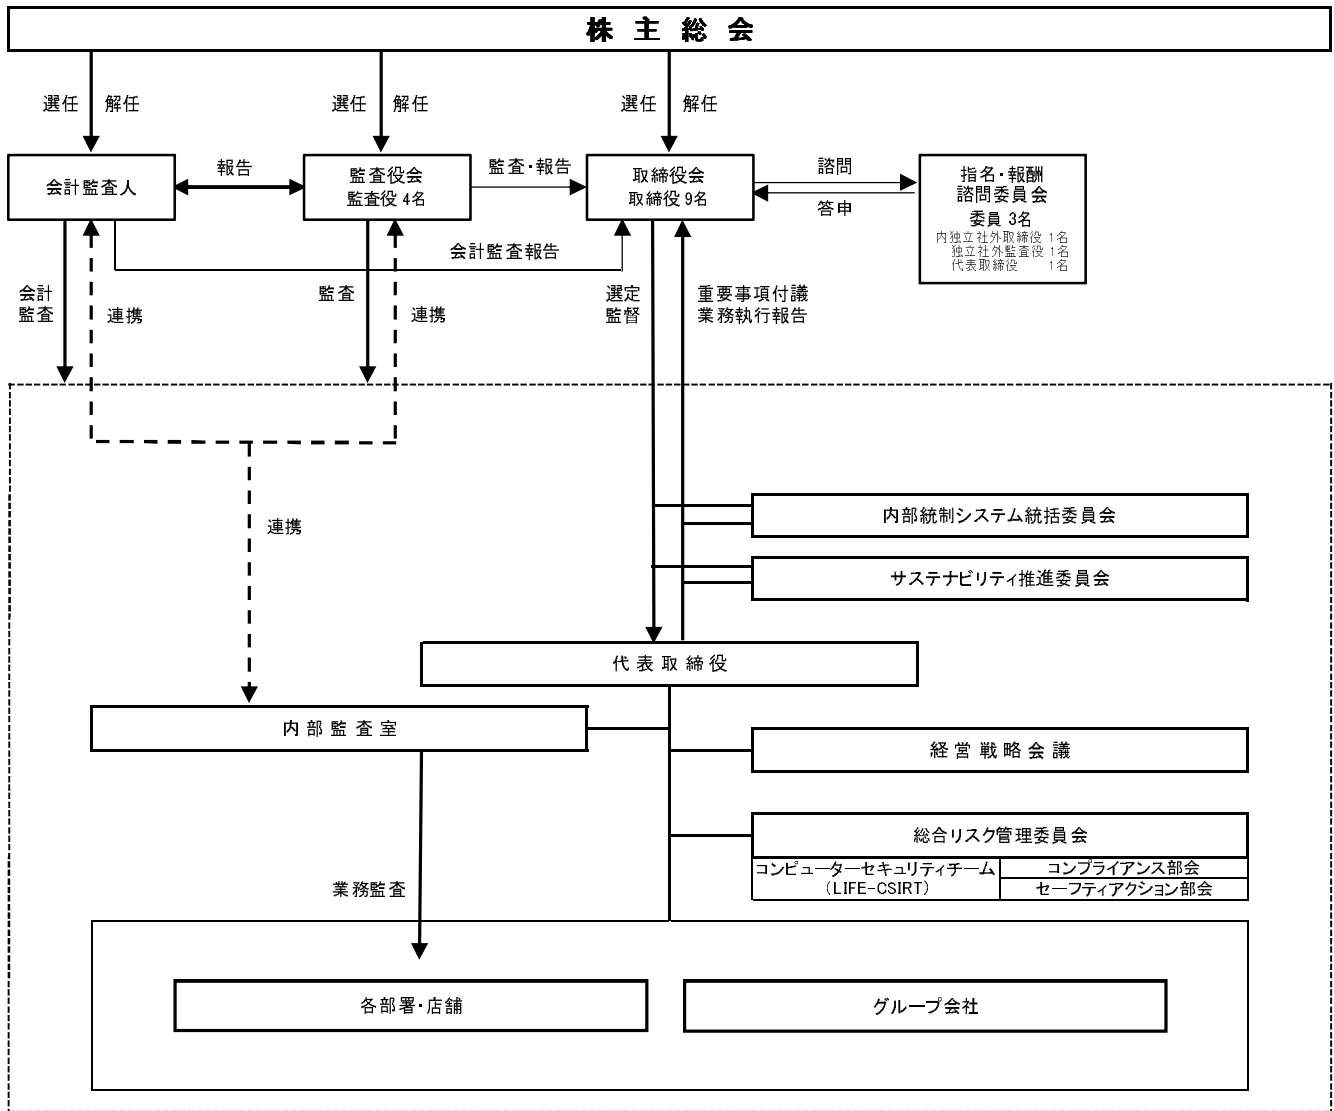 株主総会
選任 解任
選任 解任
選任 解任
会計監査人
報告
監査役会
監査役 4名
監査・報告
取締役会
取締役 9名
諮問
答申
指名・報酬
諮問委員会
委員 3名
内独立社外取締役 1名
独立社外監査役 1名
代表取締役 1名
会計監査報告
会計
監査
連携
監査
連携
選定
監督
重要事項付議
業務執行報告
連携
内部統制システム統括委員会
サステナビリティ推進委員会
代表取締役
内部監査室
経営戦略会議
総合リスク管理委員会
コンピューターセキュリティチーム
(LIFE-CSIRT)
コンプライアンス部会
セーフティアクション部会
業務監査
各部署・店舗
グループ会社